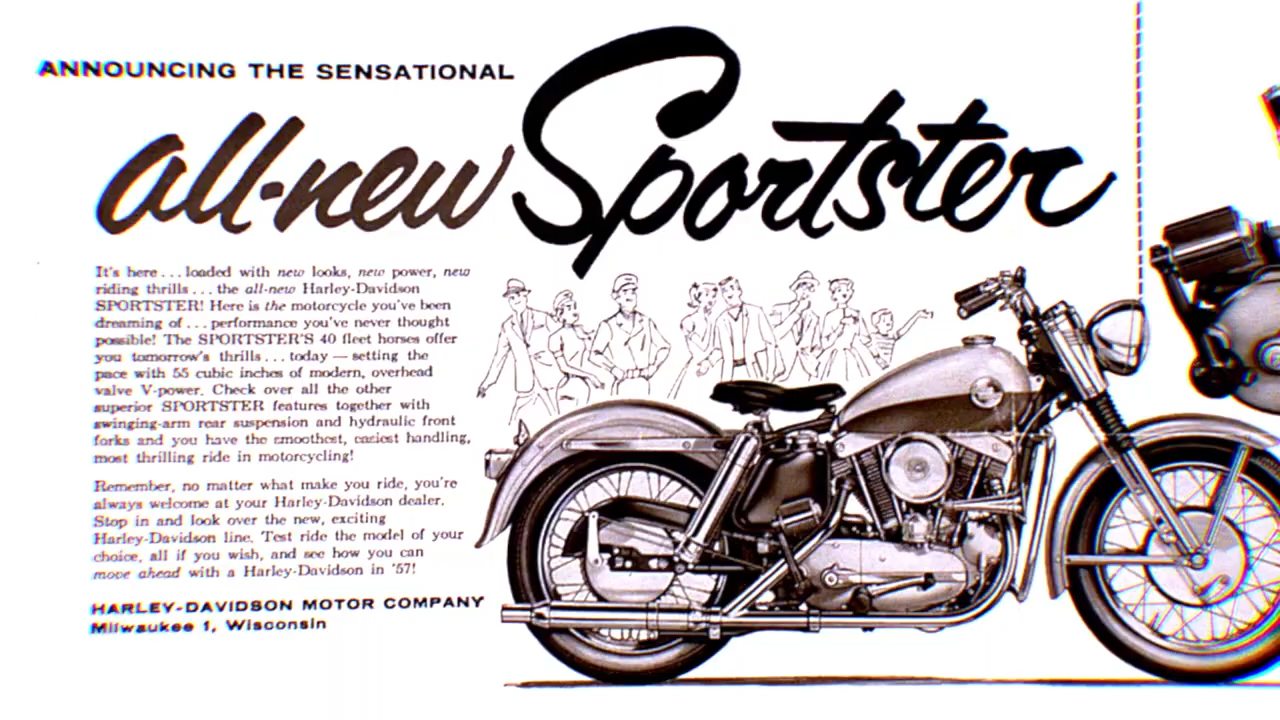 ANNOUNCING THE SENSATIONAL
all-new Sportster
It's here . . . loaded with new looks, new power, new
riding thrills . . . the all-new Harley-Davidson
SPORTSTER! Here is the motorcycle you've been
dreaming of . . . performance you've never thought
possible! The SPORTSTER'S 40 fleet horses offer
you tomorrow's thrills . . . today — setting the
pace with 55 cubic inches of modern, overhead
valve V-power. Check over all the other
superior SPORTSTER features together with
swinging-arm rear suspension and hydraulic front
forks and you have the smoothest, easiest handling,
most thrilling ride in motorcycling!
Remember, no matter what make you ride, you're
always welcome at your Harley-Davidson dealer.
Stop in and look over the new, exciting
Harley-Davidson line. Test ride the model of your
choice, all if you wish, and see how you can
move ahead with a Harley-Davidson in '57!
HARLEY-DAVIDSON MOTOR COMPANY
Milwaukee 1, Wisconsin